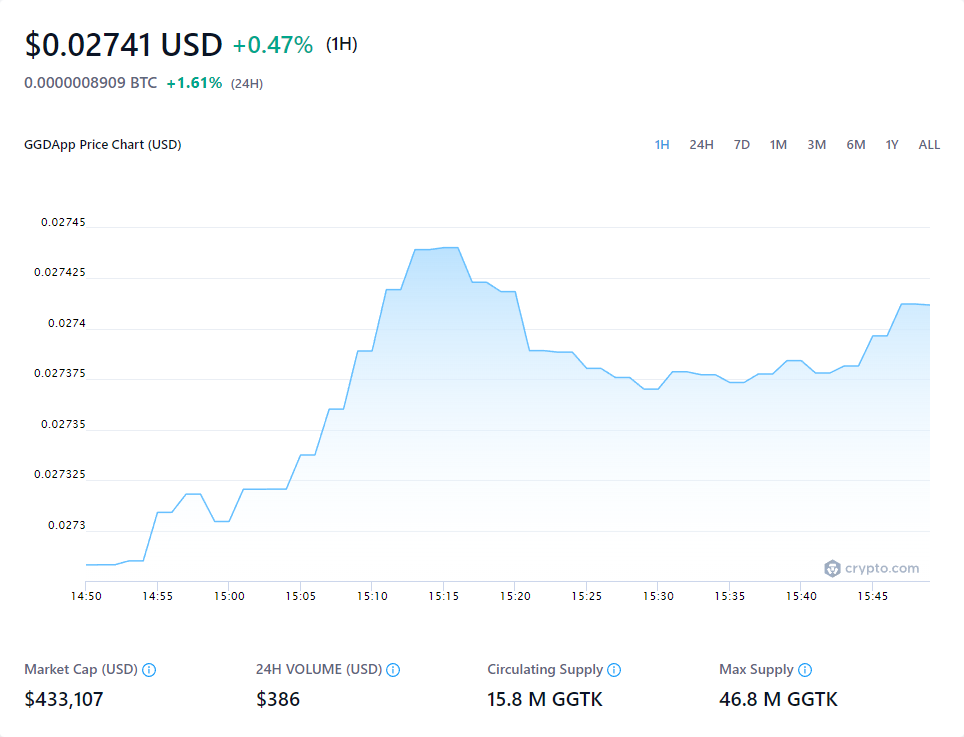 $0.02741 USD +0.47% (1H)
0.0000008909 BTC +1.61% (24H)
GGDApp Price Chart (USD)
1H 24H 7D 1M 3M 6M 1Y ALL
0.02745
0.027425
0.0274
0.027375
0.02735
0.027325
0.0273
crypto.com
14:50 14:55 15:00 15:05 15:10 15:15 15:20 15:25 15:30 15:35 15:40 15:45
Market Cap (USD) 24H VOLUME (USD) Circulating Supply Max Supply
$433,107 $386 15.8 M GGTK 46.8 M GGTK